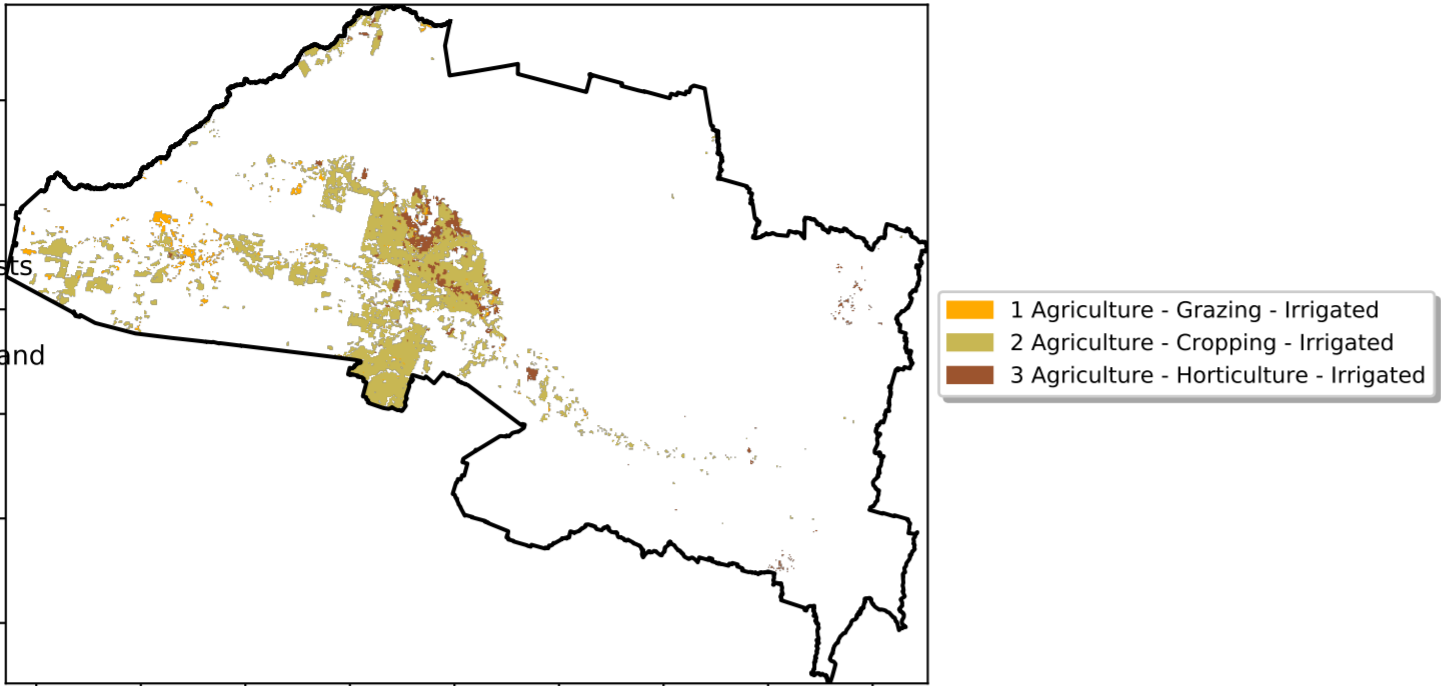 sts
and
1 Agriculture - Grazing - Irrigated
2 Agriculture - Cropping - Irrigated
3 Agriculture - Horticulture - Irrigated